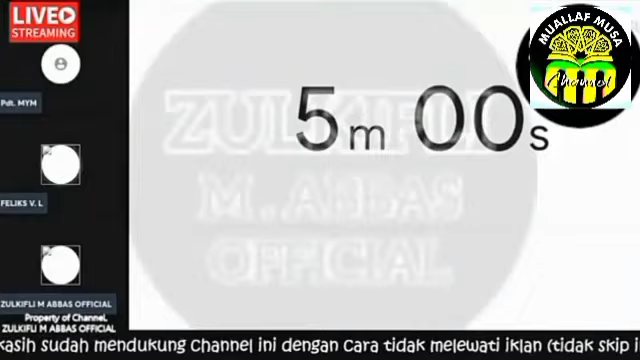 LIVE
STREAMING
Pdt. MYM
FELIKS V. L
ZULKIFLI M ABBAS OFFICIAL
Property of Channel
ZULKIFLI M ABBAS OFFICIAL
ZULKIFLI
M. ABBAS
OFFICIAL
5m 00s
MUALLAF MUSA
Channel
kasih sudah mendukung Channel ini dengan cara tidak melewati iklan (tidak skip i